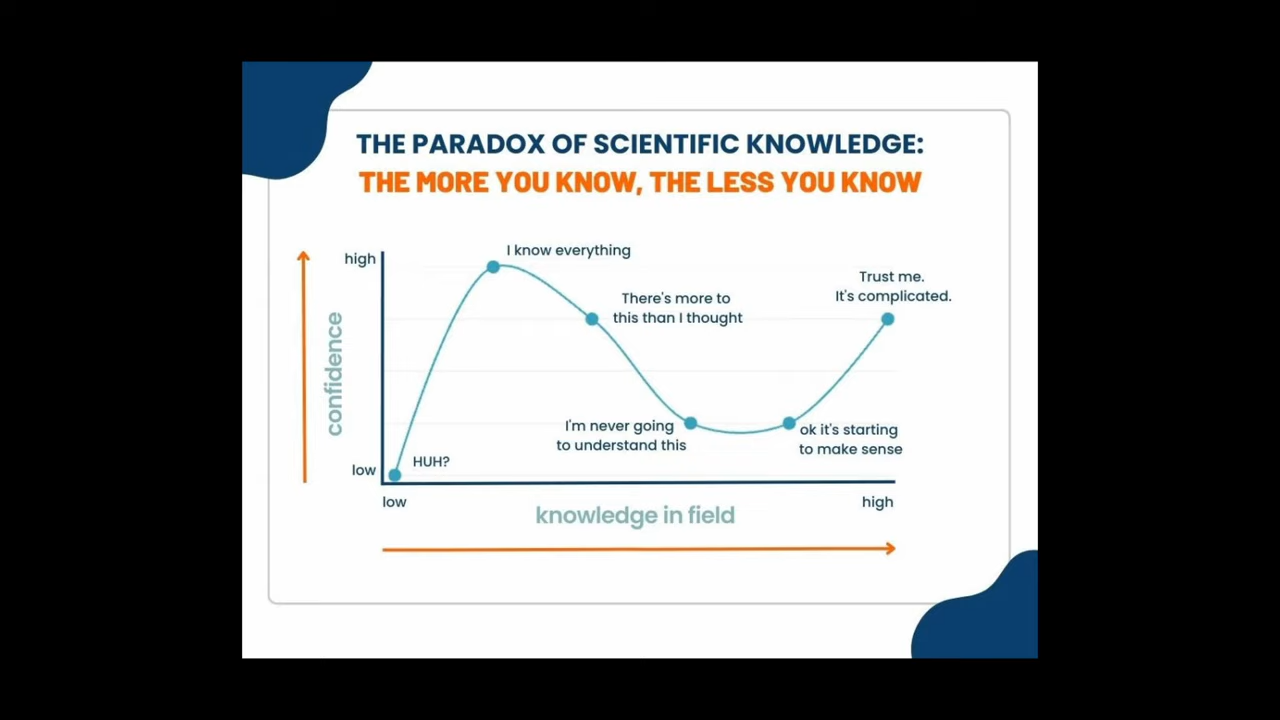 THE PARADOX OF SCIENTIFIC KNOWLEDGE:
THE MORE YOU KNOW, THE LESS YOU KNOW
high
I know everything
There's more to
this than I thought
Trust me.
It's complicated.
confidence
I'm never going
to understand this
ok it's starting
to make sense
HUH?
low
low
high
knowledge in field